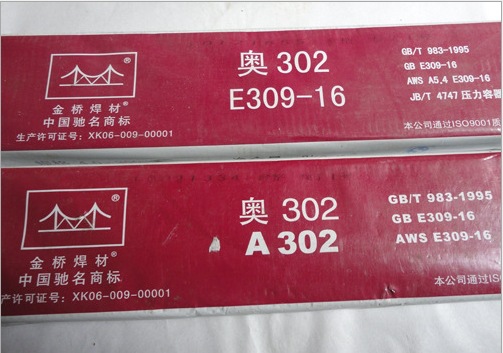 奥 302
E309-16
GB/T 983-1995
GB E309-16
AWS A5.4 E309-16
JB/T 4747 压力容器
金桥焊材®
中国驰名商标
生产许可证号：XK06-009-00001
本公司通过ISO9001质
奥 302
A 302
GB/T 983-1995
GB E309-16
AWS E309-16
金桥焊材®
中国驰名商标
产许可证号：XK06-009-00001
本公司通过ISO